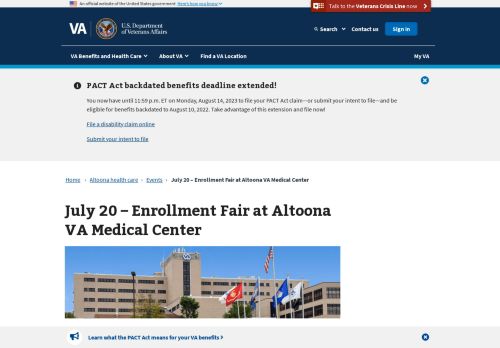 An official website of the United States government Here's how you know
Talk to the Veterans Crisis Line now
VA
U.S. Department of Veterans Affairs
Search
Contact us
Sign in
VA Benefits and Health Care
About VA
Find a VA Location
My VA
PACT Act backdated benefits deadline extended!
You now have until 11:59 p.m. ET on Monday, August 14, 2023 to file your PACT Act claim—or submit your intent to file—and be
eligible for benefits backdated to August 10, 2022. Take advantage of this extension and file now!
File a disability claim online
Submit your intent to file
Home › Altoona health care › Events › July 20 – Enrollment Fair at Altoona VA Medical Center
July 20 – Enrollment Fair at Altoona
VA Medical Center
Learn what the PACT Act means for your VA benefits